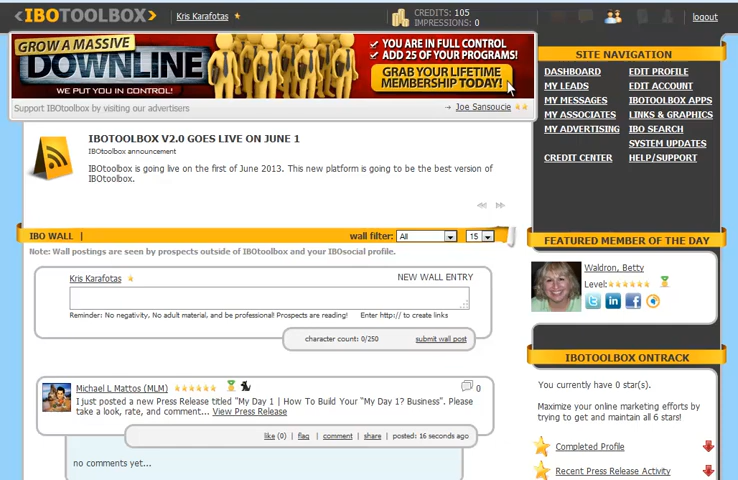 <IBOTOOLBOX>
Kris Karafotas
CREDITS: 105
IMPRESSIONS: 0
logout
GROW A MASSIVE
DOWNLINE
WE PUT YOU IN CONTROL!
YOU ARE IN FULL CONTROL
ADD 25 OF YOUR PROGRAMS!
GRAB YOUR LIFETIME
MEMBERSHIP TODAY!
Support IBOtoolbox by visiting our advertisers
Joe Sansoucie
SITE NAVIGATION
DASHBOARD
EDIT PROFILE
MY LEADS
EDIT ACCOUNT
MY MESSAGES
IBOTOOLBOX APPS
MY ASSOCIATES
LINKS & GRAPHICS
MY ADVERTISING
IBO SEARCH
SYSTEM UPDATES
CREDIT CENTER
HELP/SUPPORT
IBOTOOLBOX V2.0 GOES LIVE ON JUNE 1
IBOtoolbox announcement
IBOtoolbox is going live on the first of June 2013. This new platform is going to be the best version of
IBOtoolbox.
IBO WALL |
wall filter: All 15
Note: Wall postings are seen by prospects outside of IBOtoolbox and your IBOsocial profile.
Kris Karafotas
NEW WALL ENTRY
Reminder: No negativity, No adult material, and be professional! Prospects are reading! Enter http:// to create links
character count: 0/250
submit wall post
FEATURED MEMBER OF THE DAY
Waldron, Betty
Level:
IBOTOOLBOX ONTRACK
You currently have 0 star(s).
Maximize your online marketing efforts by
trying to get and maintain all 6 stars!
Completed Profile
Recent Press Release Activity
Michael L Mattos (MLM)
0
I just posted a new Press Release titled "My Day 1 | How To Build Your "My Day 1? Business". Please
take a look, rate, and comment... View Press Release
like (0) | flag | comment | share | posted: 16 seconds ago
no comments yet...